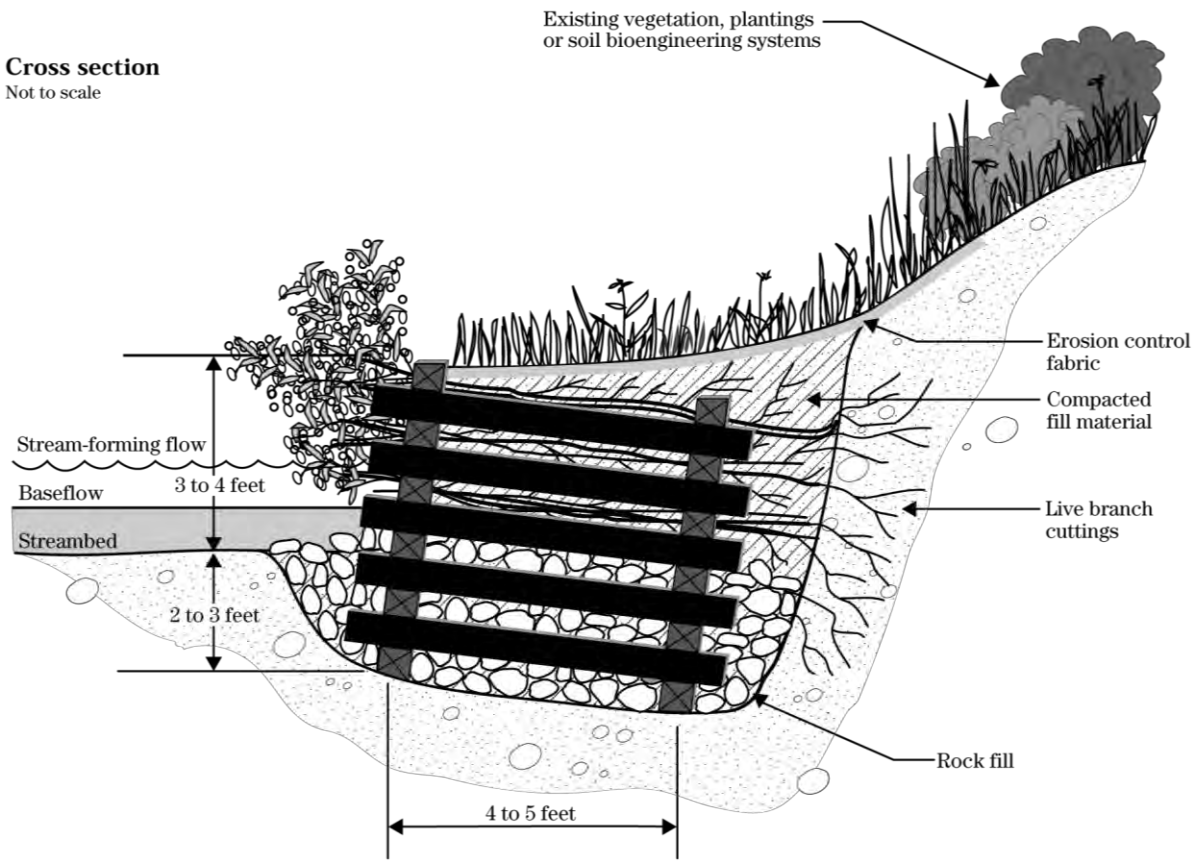 Existing vegetation, plantings
or soil bioengineering systems
Cross section
Not to scale
Erosion control
fabric
Compacted
fill material
Stream-forming flow
3 to 4 feet
Baseflow
Live branch
cuttings
Streambed
2 to 3 feet
Rock fill
4 to 5 feet